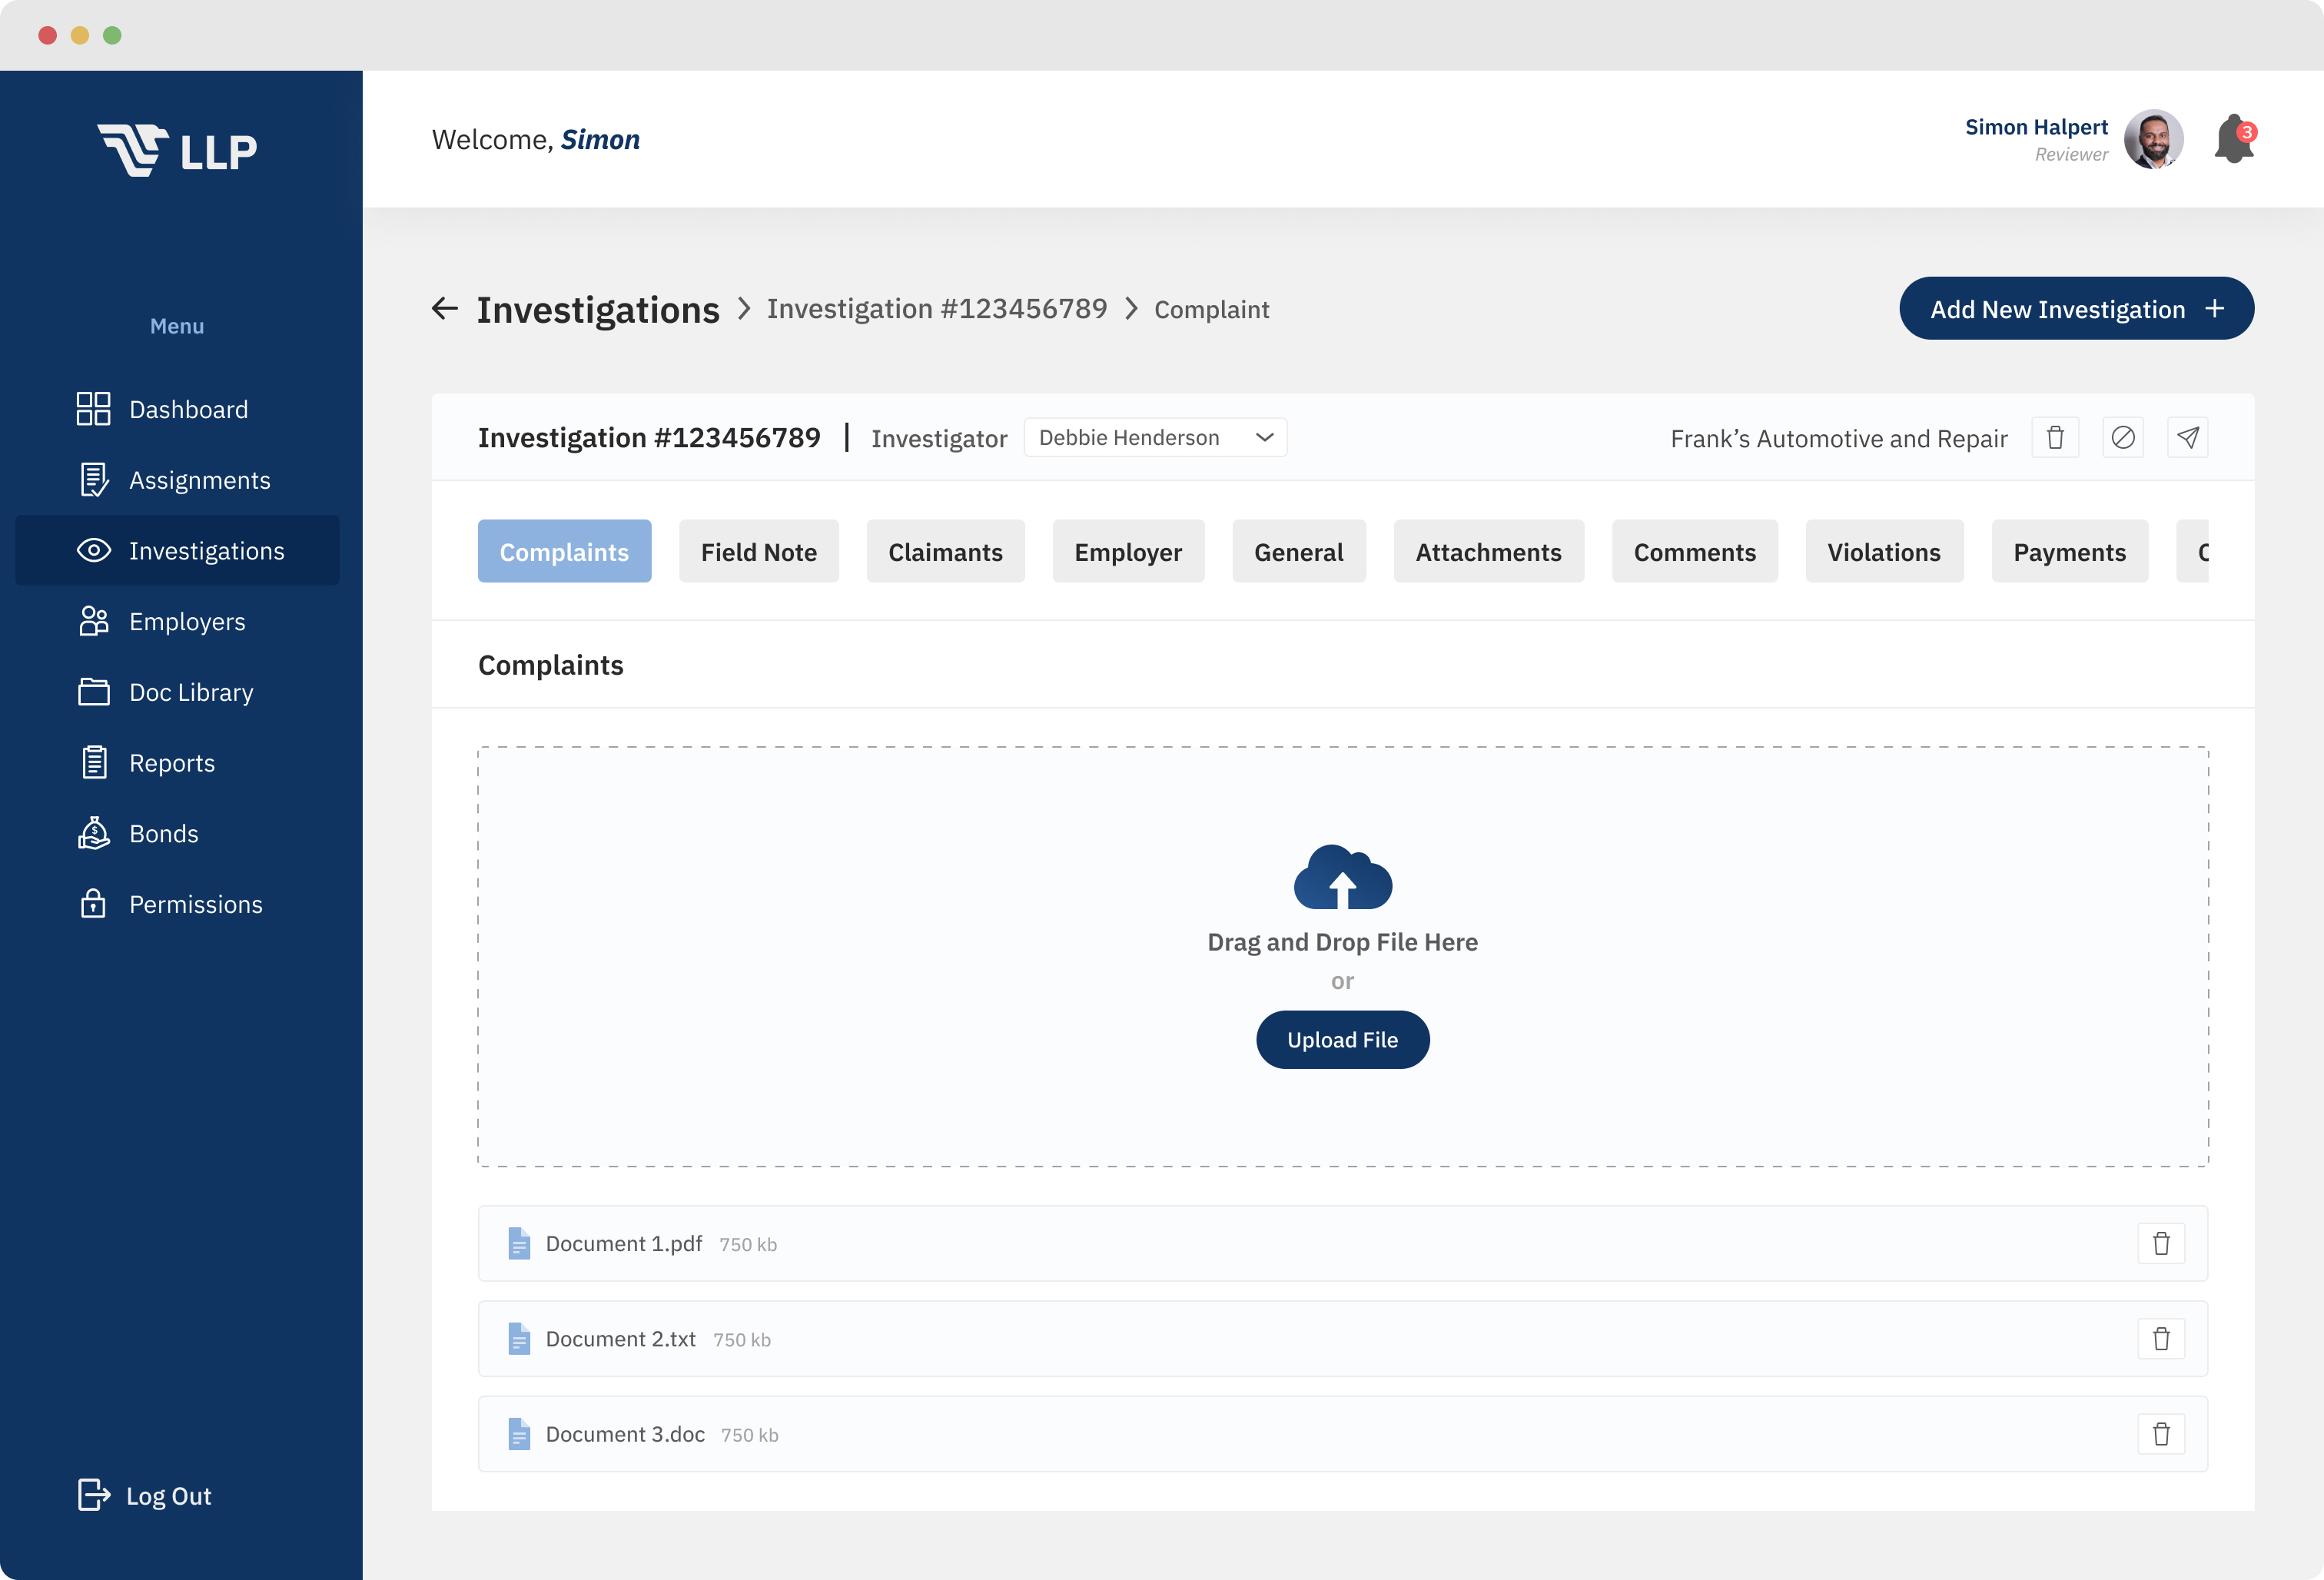 LLP
Menu
Dashboard
Assignments
Investigations
Employers
Doc Library
Reports
Bonds
Permissions
Log Out
Welcome, Simon
Simon Halpert
Reviewer
3
Investigations > Investigation #123456789 > Complaint
Add New Investigation +
Investigation #123456789 | Investigator Debbie Henderson
Frank’s Automotive and Repair
Complaints Field Note Claimants Employer General Attachments Comments Violations Payments
Complaints
Drag and Drop File Here
or
Upload File
Document 1.pdf 750 kb
Document 2.txt 750 kb
Document 3.doc 750 kb